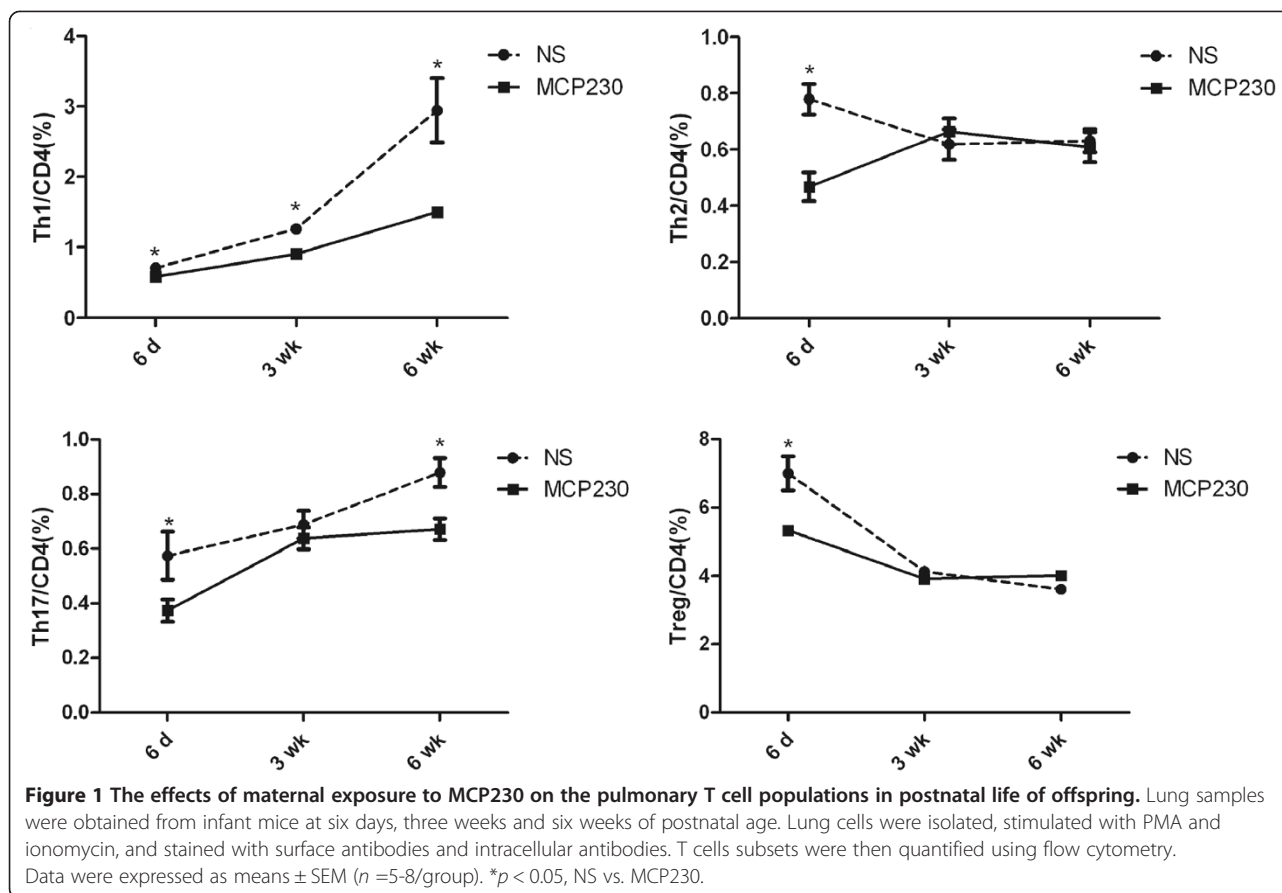 4
3
2
1
0
Th1/CD4(%)
*
*
*
6 d
3 wk
6 wk
NS
MCP230
1.0
0.8
0.6
0.4
0.2
0.0
Th2/CD4(%)
*
6 d
3 wk
6 wk
NS
MCP230
1.0
0.8
0.6
0.4
0.2
0.0
Th17/CD4(%)
*
*
6 d
3 wk
6 wk
NS
MCP230
8
6
4
2
0
Treg/CD4(%)
*
6 d
3 wk
6 wk
NS
MCP230
Figure 1 The effects of maternal exposure to MCP230 on the pulmonary T cell populations in postnatal life of offspring. Lung samples
were obtained from infant mice at six days, three weeks and six weeks of postnatal age. Lung cells were isolated, stimulated with PMA and
ionomycin, and stained with surface antibodies and intracellular antibodies. T cells subsets were then quantified using flow cytometry.
Data were expressed as means ± SEM (n =5-8/group). *p < 0.05, NS vs. MCP230.